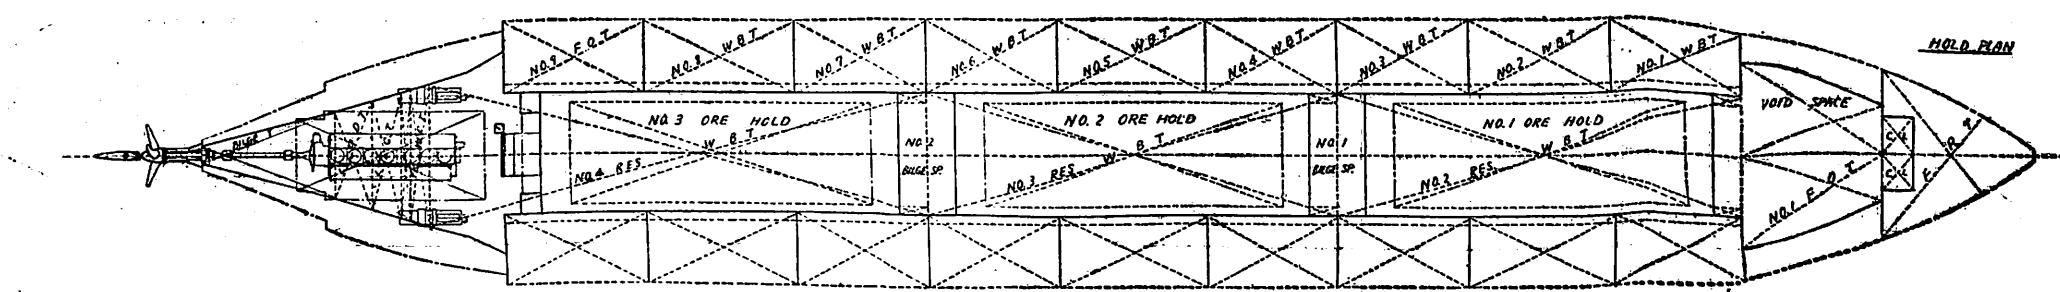 HOLD PLAN
NO.9 F O T
NO.8 W B T
NO.7 W B T
NO.6 W B T
NO.5 W B T
NO.4 W B T
NO.3 W B T
NO.2 W B T
NO.1 W B T
NO. 3 ORE HOLD
NO. 2
BILGE SP.
NO. 2 ORE HOLD
NO. 1
BILGE SP.
NO. 1 ORE HOLD
VOID SPACE
NO.4 RES. W B T
NO.3 RES W B T
NO.2 RES W B T
NO.1 F O T
F P T